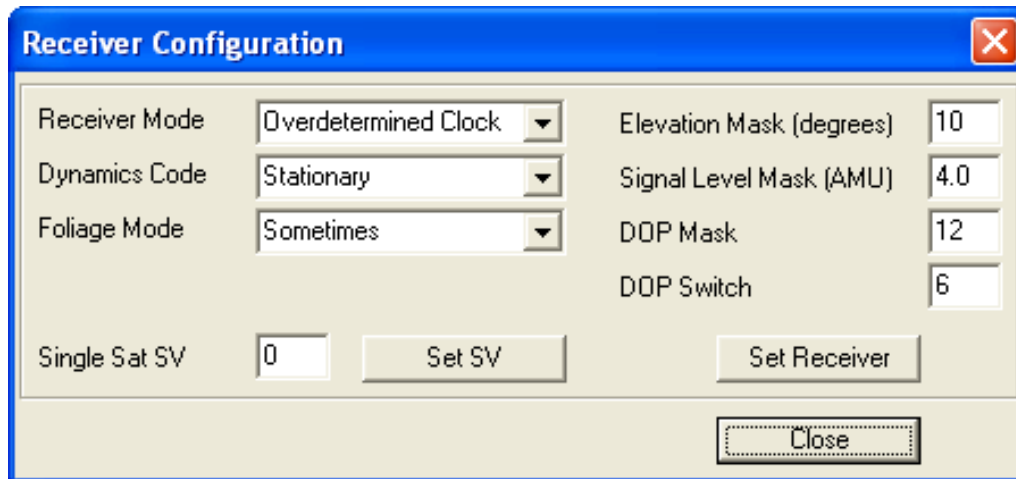 Receiver Configuration
Receiver Mode Overdetermined Clock Elevation Mask (degrees) 10
Dynamics Code Stationary Signal Level Mask (AMU) 4.0
Foliage Mode Sometimes DOP Mask 12
DOP Switch 6
Single Sat SV 0 Set SV Set Receiver
Close